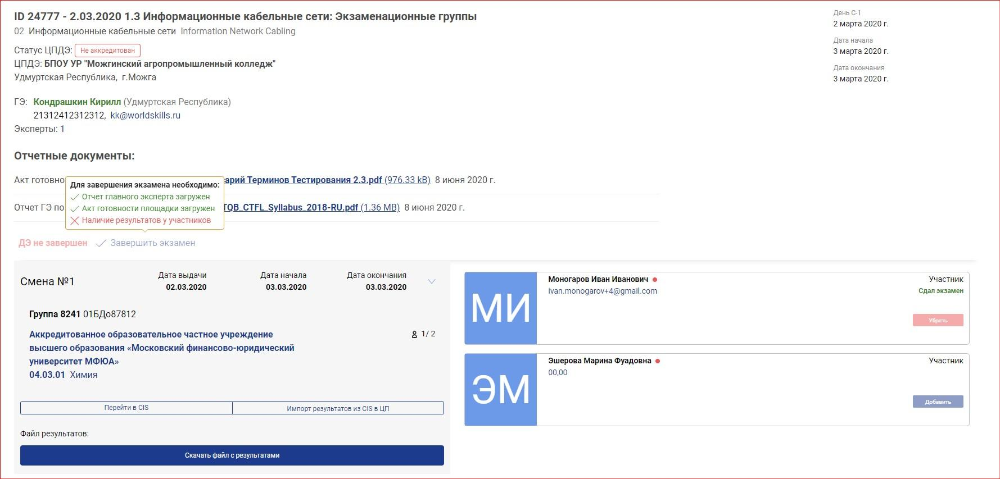 ID 24777 - 2.03.2020 1.3 Информационные кабельные сети: Экзаменационные группы
02 Информационные кабельные сети Information Network Cabling
Статус ЦПДЭ: Не аккредитован
ЦПДЭ: БПОУ УР "Можгинский агропромышленный колледж"
Удмуртская Республика, г.Можга
День C-1
2 марта 2020 г.
Дата начала
3 марта 2020 г.
Дата окончания
3 марта 2020 г.
ГЭ: Кондрашкин Кирилл (Удмуртская Республика)
21312412312312, kk@worldskills.ru
Эксперты: 1
Отчетные документы:
Акт готовно
сарий Терминов Тестирования 2.3.pdf (976.33 kB) 8 июня 2020 г.
Для завершения экзамена необходимо:
Отчет главного эксперта загружен
Акт готовности площадки загружен
Наличие результатов у участников
Отчет ГЭ по
TQB_CTFL_Syllabus_2018-RU.pdf (1.36 MB) 8 июня 2020 г.
ДЭ не завершен Завершить экзамен
Смена №1
Дата выдачи
02.03.2020
Дата начала
03.03.2020
Дата окончания
03.03.2020
Группа 8241 01БДо87812
Аккредитованное образовательное частное учреждение
высшего образования «Московский финансово-юридический
университет МФЮА»
04.03.01 Химия
1/ 2
Перейти в CIS
Импорт результатов из CIS в ЦП
Файл результатов:
Скачать файл с результатами
МИ
Моногаров Иван Иванович
ivan.monogarov+4@gmail.com
Участник
Сдал экзамен
Убрать
ЭМ
Эшерова Марина Фуадовна
00,00
Участник
Добавить